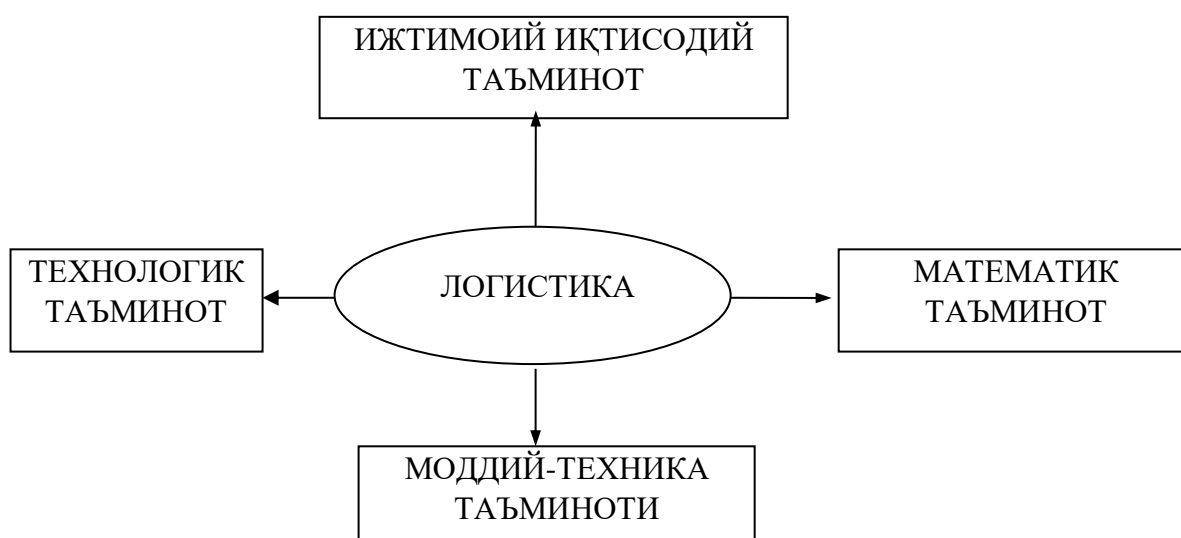 ИЖТИМОИЙ ИҚТИСОДИЙ
ТАЪМИНОТ
ТЕХНОЛОГИК
ТАЪМИНОТ
ЛОГИСТИКА
МАТЕМАТИК
ТАЪМИНОТ
МОДДИЙ-ТЕХНИКА
ТАЪМИНОТИ